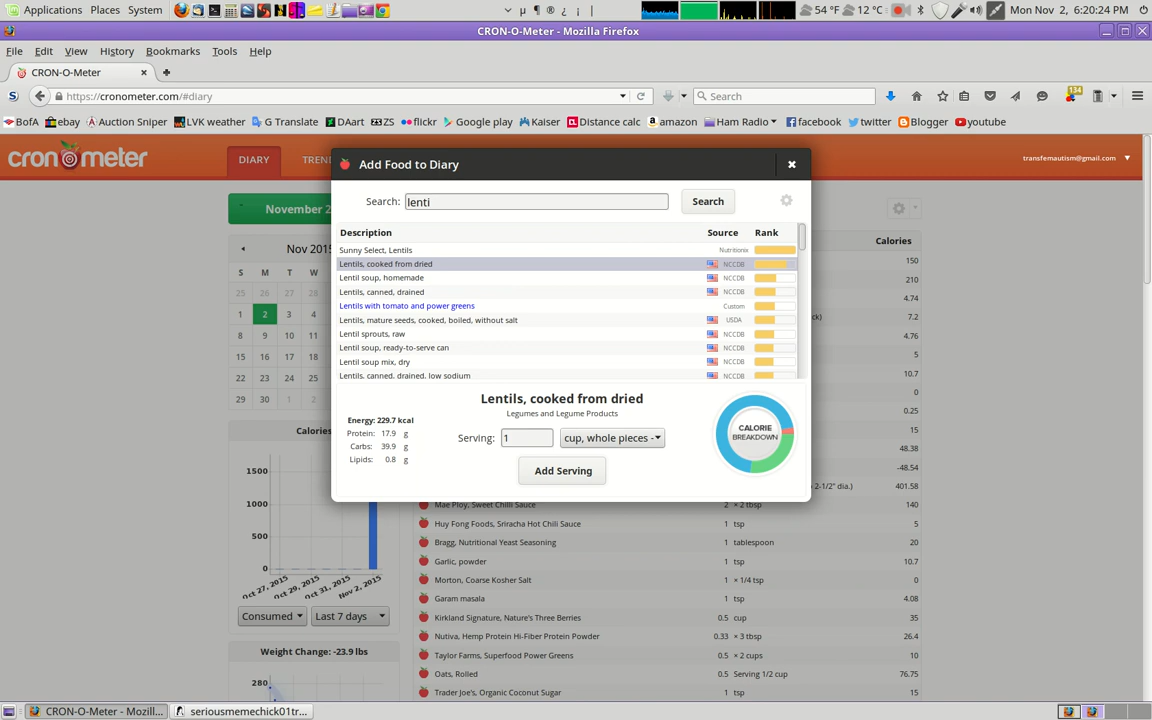 Applications Places System
54 °F 12 °C Mon Nov 2, 6:20:24 PM
CRON-O-Meter - Mozilla Firefox
File Edit View History Bookmarks Tools Help
CRON-O-Meter
https://cronometer.com/#diary
Search
134
BofA ebay Auction Sniper LVK weather G Translate DAart ZS flickr Google play Kaiser Distance calc amazon Ham Radio facebook twitter Blogger youtube
cronometer
DIARY TREN
transfemautism@gmail.com
Add Food to Diary
Search: lenti Search
Description Source Rank
Sunny Select, Lentils Nutritionix
Lentils, cooked from dried NCCDB
Lentil soup, homemade NCCDB
Lentils, canned, drained NCCDB
Lentils with tomato and power greens Custom
Lentils, mature seeds, cooked, boiled, without salt USDA
Lentil sprouts, raw NCCDB
Lentil soup, ready-to-serve can NCCDB
Lentil soup mix, dry NCCDB
Lentils, canned, drained, low sodium NCCDB
Lentils, cooked from dried
Legumes and Legume Products
Energy: 229.7 kcal
Protein: 17.9 g
Carbs: 39.9 g
Lipids: 0.8 g
Serving: 1 cup, whole pieces -
Add Serving
CALORIE
BREAKDOWN
November 2
Nov 2015
S M T W
25 26 27 28
1 2 3 4
8 9 10 11
15 16 17 18
22 23 24 25
29 30 1 2
Calories
1500
1000
500
0
Oct 27, 2015 Oct 29, 2015 Oct 31, 2015 Nov 2, 2015
Consumed Last 7 days
Weight Change: -23.9 lbs
280
Calories
150
210
4.74
ck) 7.2
4.76
5
10.7
0
0.25
15
48.38
-48.54
2-1/2" dia.) 401.58
Mae Ploy, Sweet Chilli Sauce 2 × 2 tbsp 140
Huy Fong Foods, Sriracha Hot Chili Sauce 1 tsp 5
Bragg, Nutritional Yeast Seasoning 1 tablespoon 20
Garlic, powder 1 tsp 10.7
Morton, Coarse Kosher Salt 1 × 1/4 tsp 0
Garam masala 1 tsp 4.08
Kirkland Signature, Nature's Three Berries 0.5 cup 35
Nutiva, Hemp Protein Hi-Fiber Protein Powder 0.33 × 3 tbsp 26.4
Taylor Farms, Superfood Power Greens 0.5 × 2 cups 10
Oats, Rolled 0.5 Serving 1/2 cup 76.75
Trader Joe's, Organic Coconut Sugar 1 tsp 15
CRON-O-Meter - Mozill... seriousmemechick01tr...